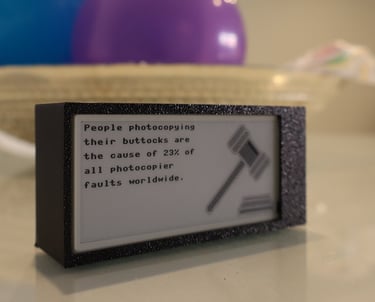 People photocopying
their buttocks are
the cause of 23% of
all photocopier
faults worldwide.